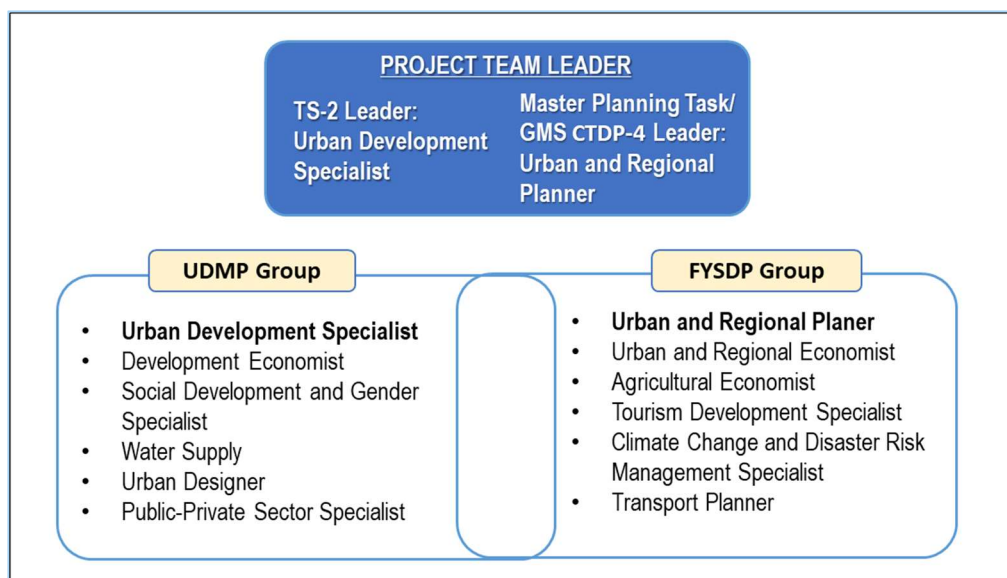 PROJECT TEAM LEADER
TS-2 Leader:
Urban Development
Specialist
Master Planning Task/
GMS CTDP-4 Leader:
Urban and Regional
Planner
UDMP Group
• Urban Development Specialist
• Development Economist
• Social Development and Gender
Specialist
• Water Supply
• Urban Designer
• Public-Private Sector Specialist
FYSDP Group
• Urban and Regional Planer
• Urban and Regional Economist
• Agricultural Economist
• Tourism Development Specialist
• Climate Change and Disaster Risk
Management Specialist
• Transport Planner